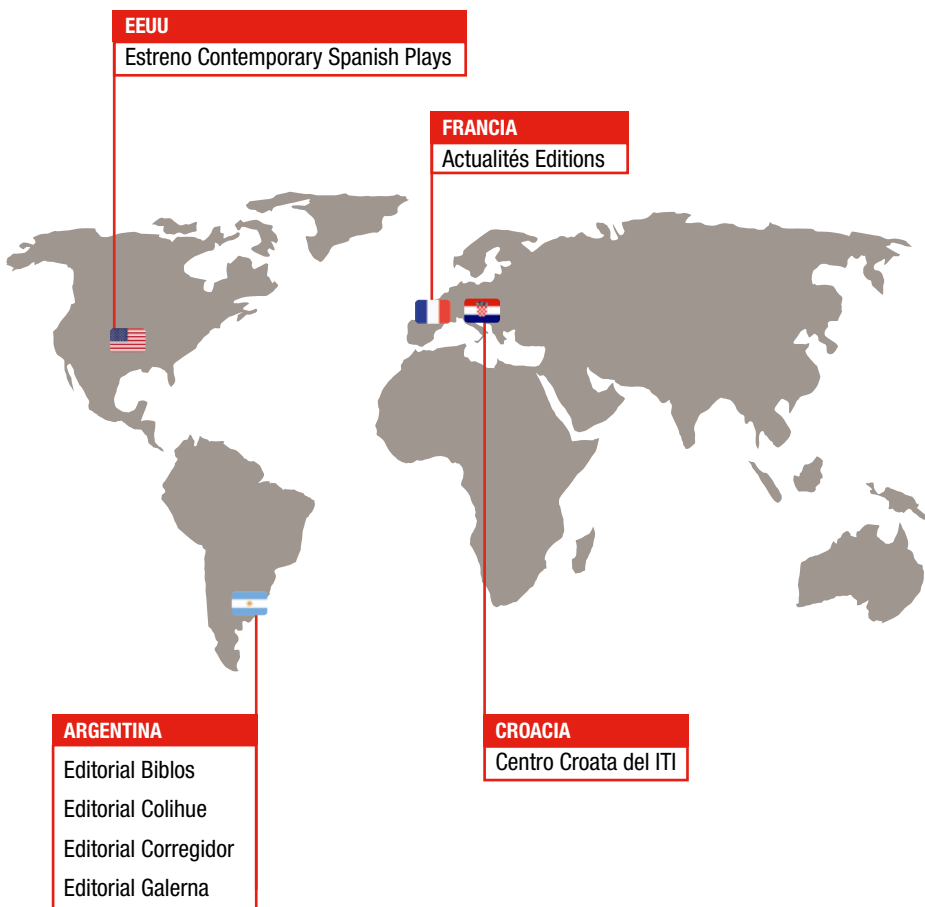 EEUU
Estreno Contemporary Spanish Plays
FRANCIA
Actualités Editions
ARGENTINA
Editorial Biblos
Editorial Colihue
Editorial Corregidor
Editorial Galerna
CROACIA
Centro Croata del ITI